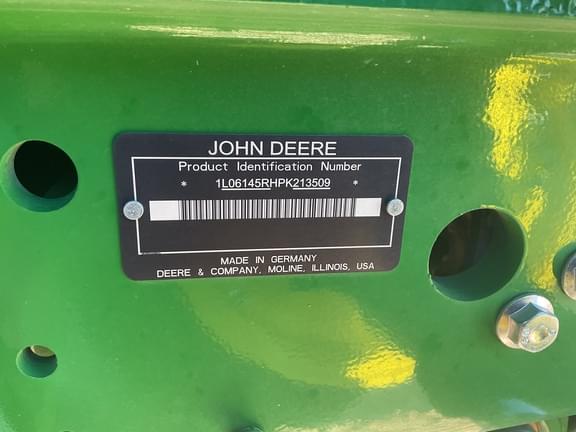 JOHN DEERE
Product Identification Number
* 1L06145RHPK213509 *
MADE IN GERMANY
DEERE & COMPANY, MOLINE, ILLINOIS, USA